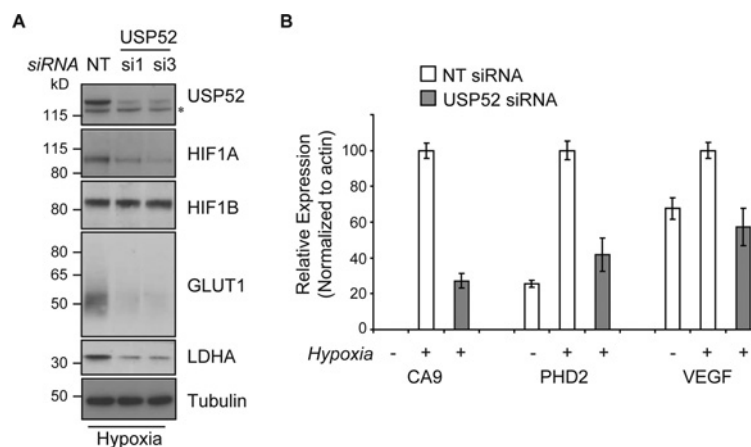 A
USP52
siRNA NT si1 si3
kD
115
USP52
*
115
80
HIF1A
80
HIF1B
80
65
50
GLUT1
30
LDHA
50
Tubulin
Hypoxia
B
NT siRNA
USP52 siRNA
Relative Expression
(Normalized to actin)
100
80
60
40
20
0
Hypoxia - + + - + + - + +
CA9 PHD2 VEGF